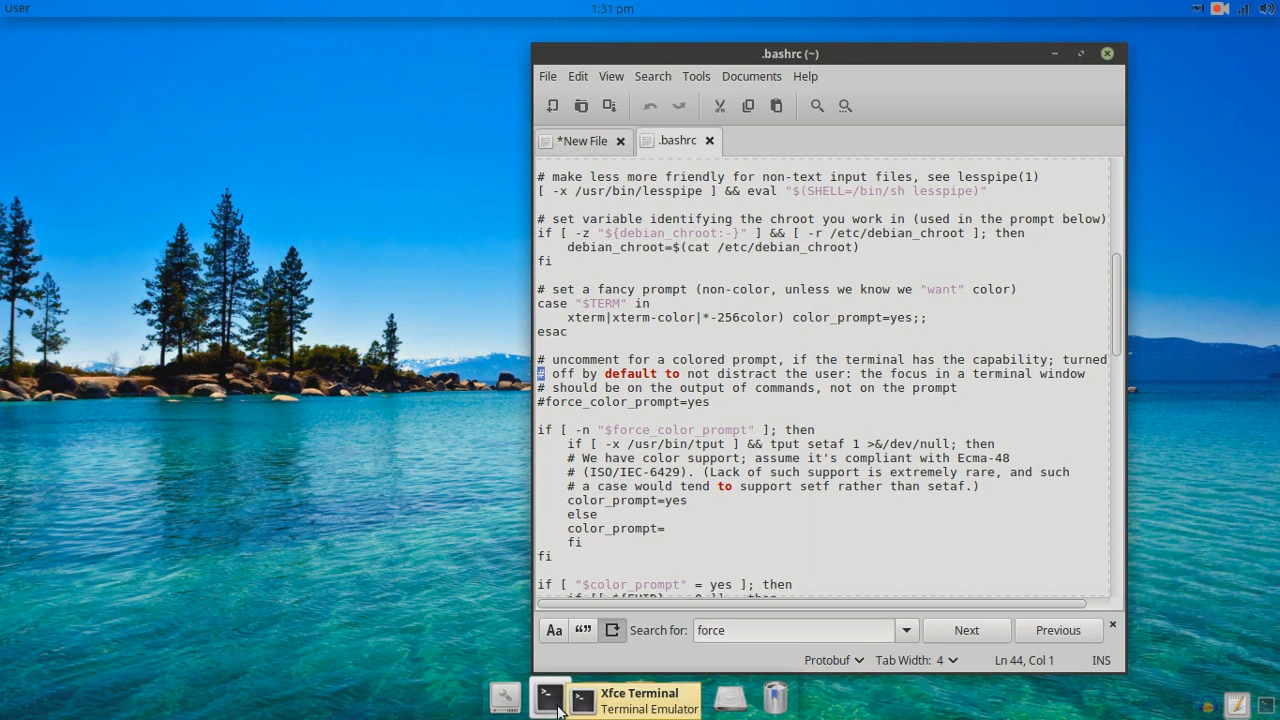 User
1:31 pm
.bashrc (~)
File Edit View Search Tools Documents Help
*New File
.bashrc
# make less more friendly for non-text input files, see lesspipe(1)
[ -x /usr/bin/lesspipe ] && eval "$(SHELL=/bin/sh lesspipe)"
# set variable identifying the chroot you work in (used in the prompt below)
if [ -z "${debian_chroot:-}" ] && [ -r /etc/debian_chroot ]; then
debian_chroot=$(cat /etc/debian_chroot)
fi
# set a fancy prompt (non-color, unless we know we "want" color)
case "$TERM" in
xterm|xterm-color|*-256color) color_prompt=yes;;
esac
# uncomment for a colored prompt, if the terminal has the capability; turned
# off by default to not distract the user: the focus in a terminal window
# should be on the output of commands, not on the prompt
#force_color_prompt=yes
if [ -n "$force_color_prompt" ]; then
if [ -x /usr/bin/tput ] && tput setaf 1 >&/dev/null; then
# We have color support; assume it's compliant with Ecma-48
# (ISO/IEC-6429). (Lack of such support is extremely rare, and such
# a case would tend to support setf rather than setaf.)
color_prompt=yes
else
color_prompt=
fi
fi
if [ "$color_prompt" = yes ]; then
Aa “” Search for: force Next Previous
Protobuf Tab Width: 4 Ln 44, Col 1 INS
Xfce Terminal
Terminal Emulator